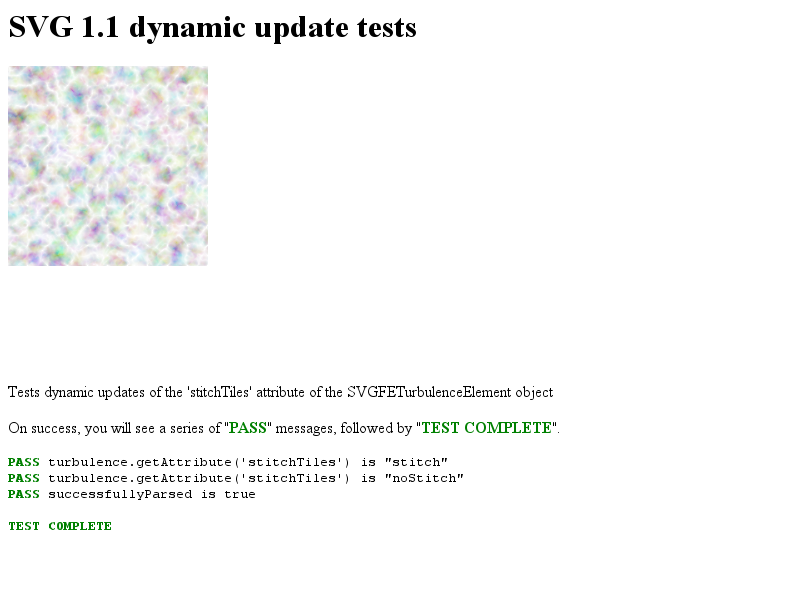 SVG 1.1 dynamic update tests
Tests dynamic updates of the 'stitchTiles' attribute of the SVGFETurbulenceElement object
On success, you will see a series of "PASS" messages, followed by "TEST COMPLETE".
PASS turbulence.getAttribute('stitchTiles') is "stitch"
PASS turbulence.getAttribute('stitchTiles') is "noStitch"
PASS successfullyParsed is true
TEST COMPLETE